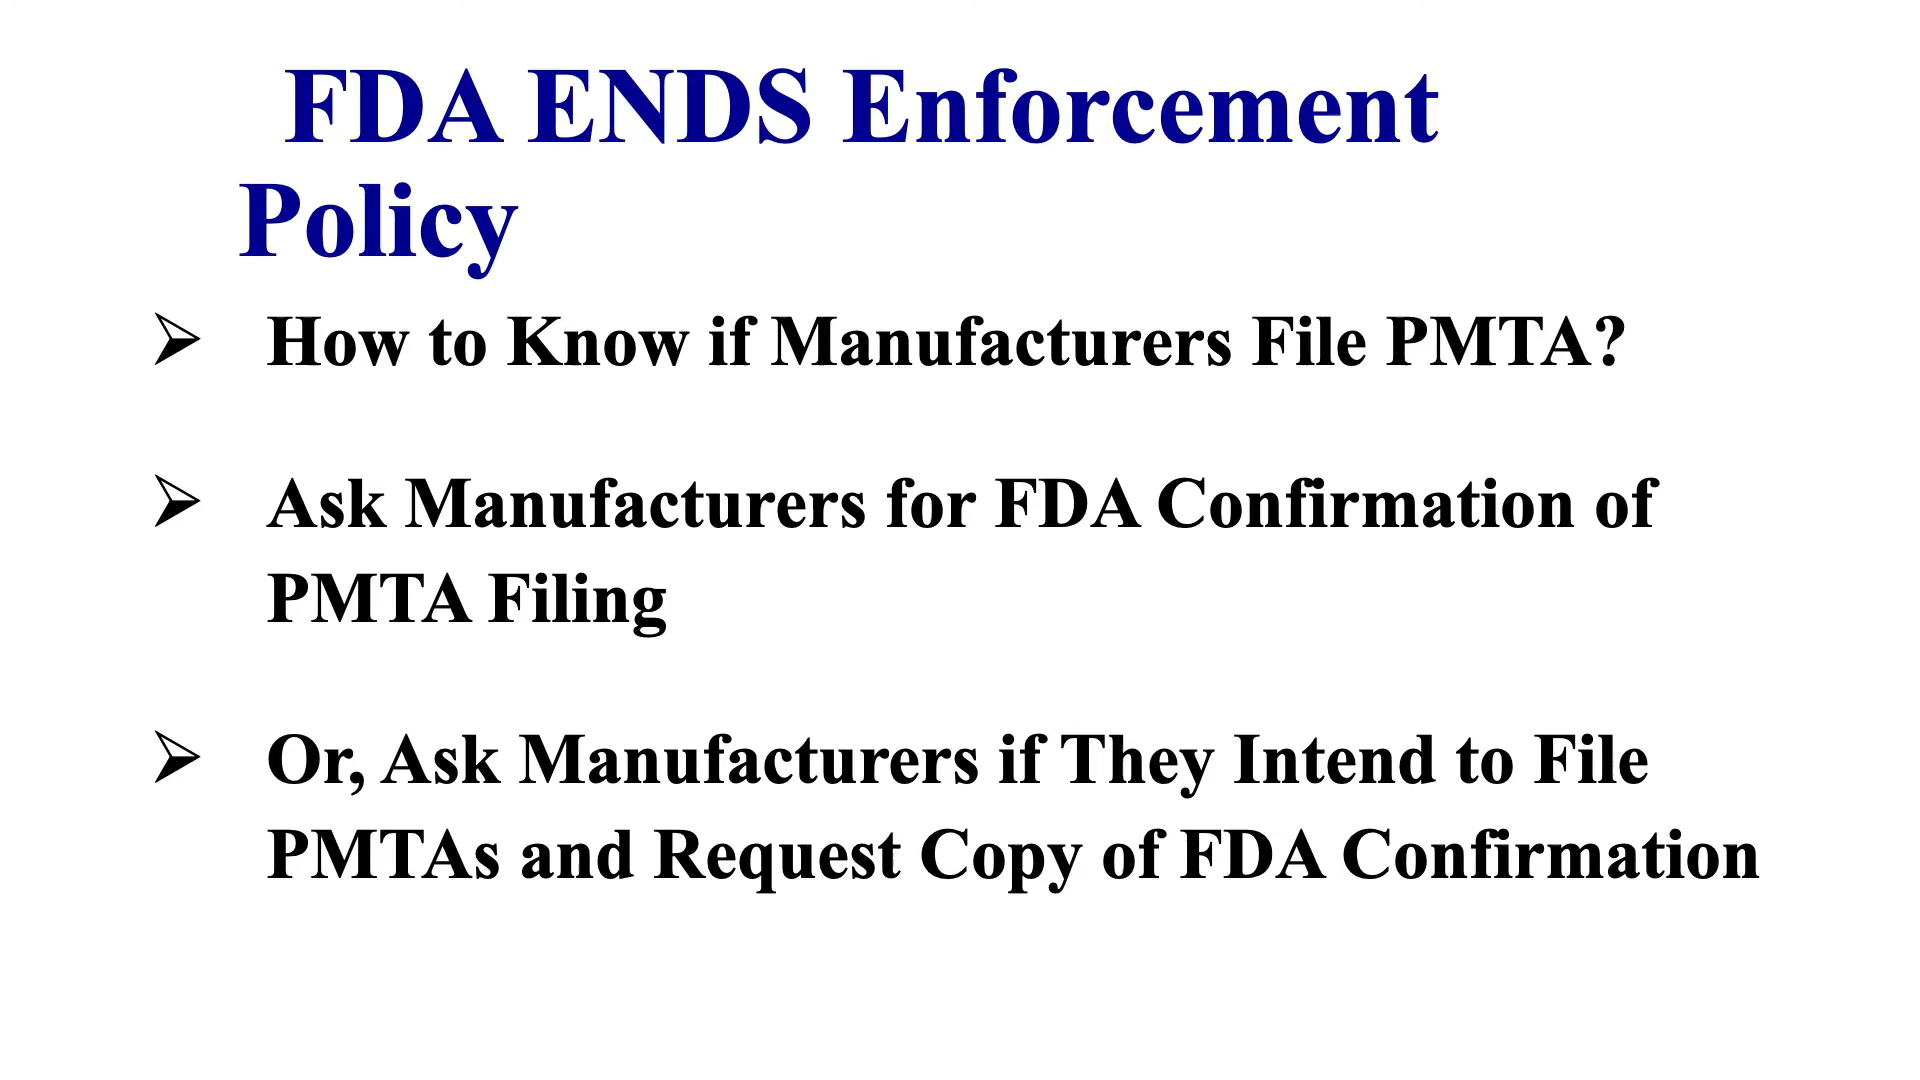 FDA ENDS Enforcement
Policy
➢ How to Know if Manufacturers File PMTA?
➢ Ask Manufacturers for FDA Confirmation of
PMTA Filing
➢ Or, Ask Manufacturers if They Intend to File
PMTAs and Request Copy of FDA Confirmation